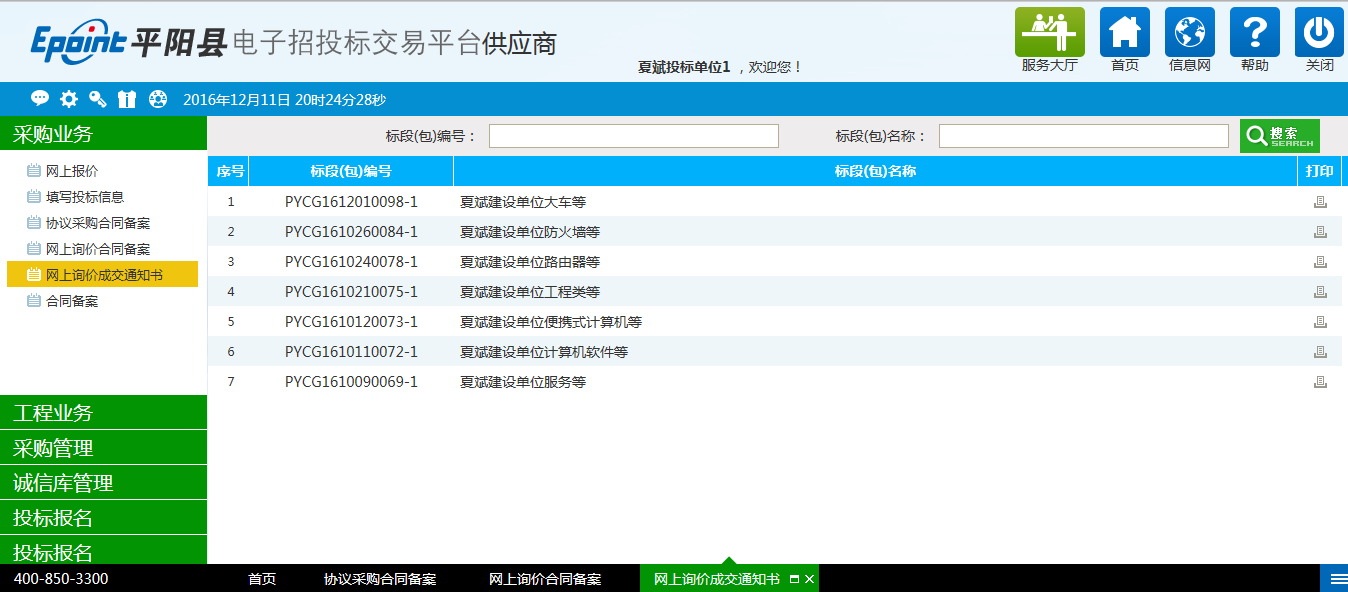 Epoint平阳县电子招投标交易平台供应商
夏斌投标单位1 ，欢迎您！
服务大厅 首页 信息网 帮助 关闭
2016年12月11日 20时24分28秒
采购业务
网上报价
填写投标信息
协议采购合同备案
网上询价合同备案
网上询价成交通知书
合同备案
工程业务
采购管理
诚信库管理
投标报名
投标报名
标段(包)编号： 标段(包)名称： 搜索 SEARCH
序号 标段(包)编号 标段(包)名称 打印
1 PYCG1612010098-1 夏斌建设单位大车等
2 PYCG1610260084-1 夏斌建设单位防火墙等
3 PYCG1610240078-1 夏斌建设单位路由器等
4 PYCG1610210075-1 夏斌建设单位工程类等
5 PYCG1610120073-1 夏斌建设单位便携式计算机等
6 PYCG1610110072-1 夏斌建设单位计算机软件等
7 PYCG1610090069-1 夏斌建设单位服务等
400-850-3300 首页 协议采购合同备案 网上询价合同备案 网上询价成交通知书